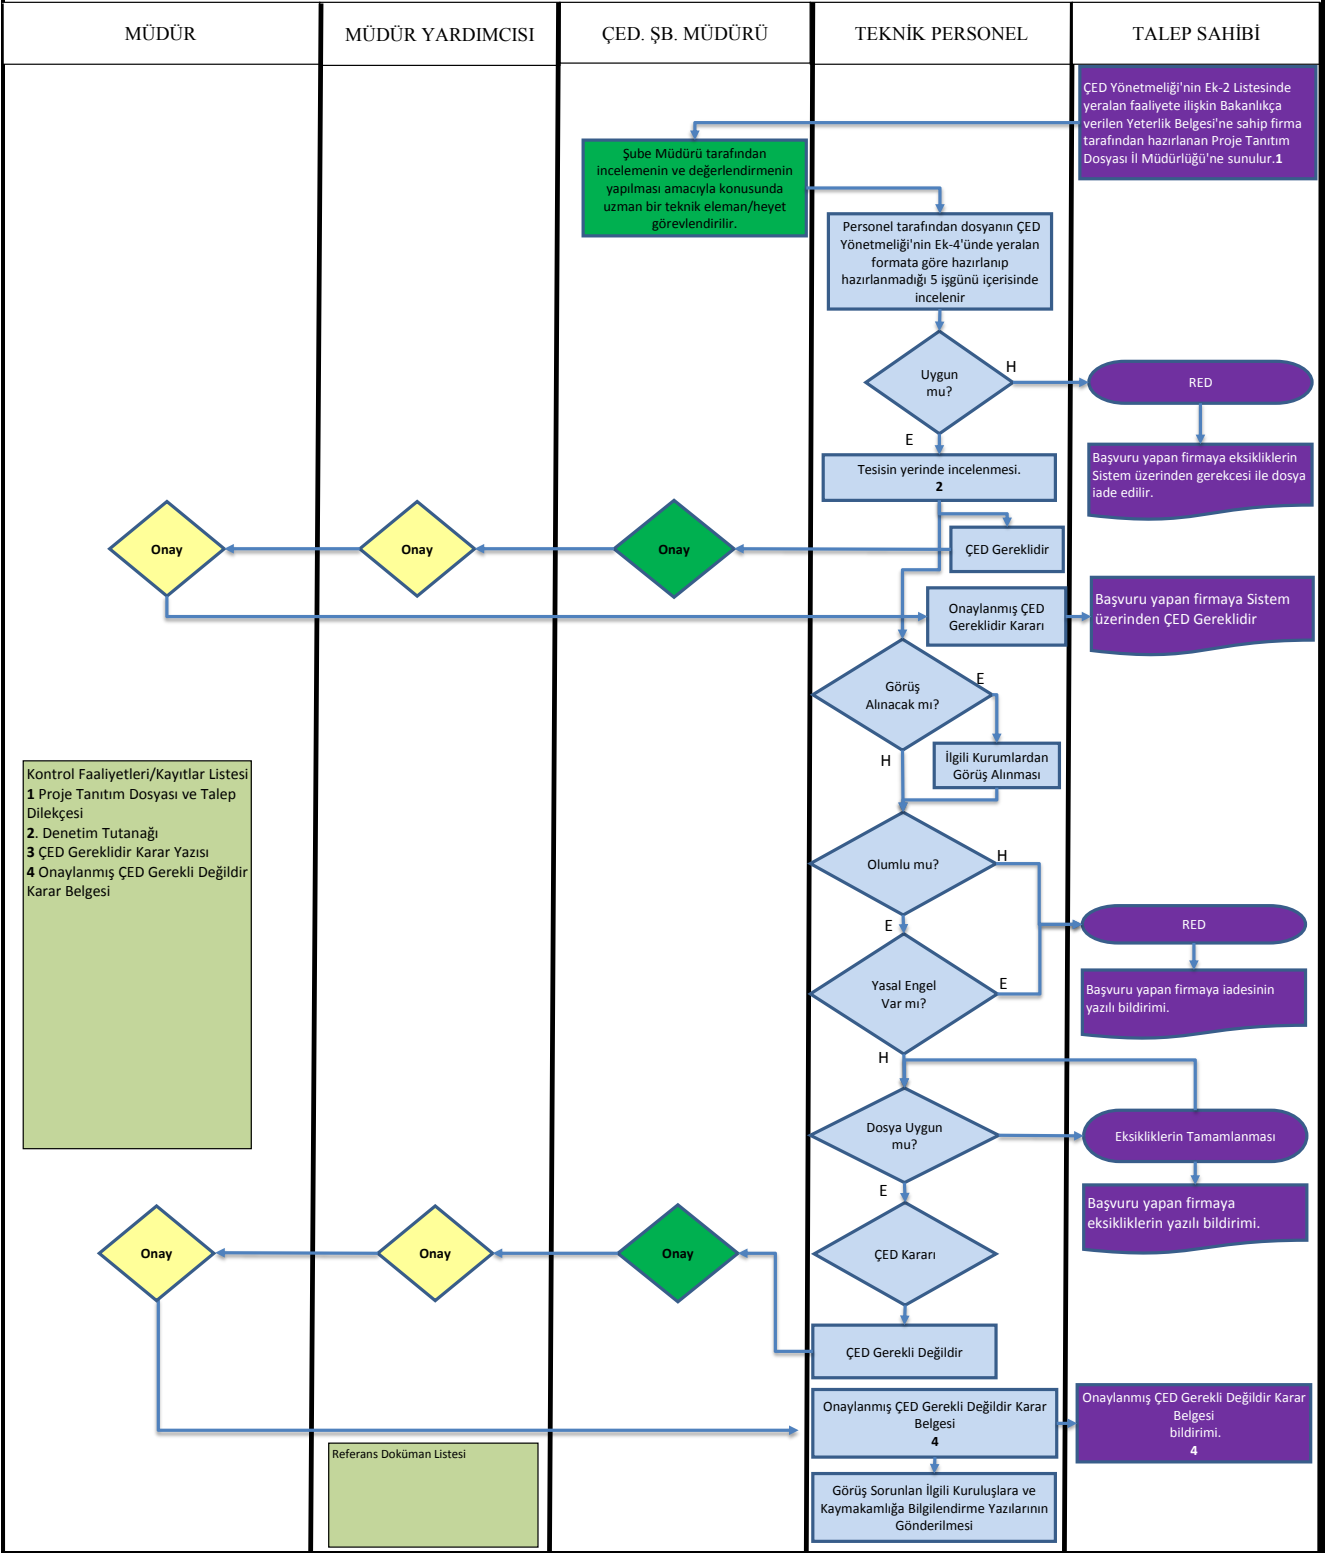 MÜDÜR
MÜDÜR YARDIMCISI
ÇED. ŞB. MÜDÜRÜ
TEKNİK PERSONEL
TALEP SAHİBİ
ÇED Yönetmeliği'nin Ek-2 Listesinde
yeralan faaliyete ilişkin Bakanlıkça
verilen Yeterlik Belgesi'ne sahip firma
tarafından hazırlanan Proje Tanıtım
Dosyası İl Müdürlüğü'ne sunulur.1
Şube Müdürü tarafından
incelemenin ve değerlendirmenin
yapılması amacıyla konusunda
uzman bir teknik eleman/heyet
görevlendirilir.
Personel tarafından dosyanın ÇED
Yönetmeliği'nin Ek-4'ünde yeralan
formata göre hazırlanıp
hazırlanmadığı 5 işgünü içerisinde
incelenir
Uygun
mu?
H
E
RED
Başvuru yapan firmaya eksikliklerin
Sistem üzerinden gerekcesi ile dosya
iade edilir.
Tesisin yerinde incelenmesi.
2
ÇED Gereklidir
Onay
Onay
Onay
Onaylanmış ÇED
Gereklidir Kararı
Başvuru yapan firmaya Sistem
üzerinden ÇED Gereklidir
Görüş
Alınacak mı?
E
H
İlgili Kurumlardan
Görüş Alınması
Kontrol Faaliyetleri/Kayıtlar Listesi
1 Proje Tanıtım Dosyası ve Talep
Dilekçesi
2. Denetim Tutanağı
3 ÇED Gereklidir Karar Yazısı
4 Onaylanmış ÇED Gerekli Değildir
Karar Belgesi
Olumlu mu?
H
E
RED
Başvuru yapan firmaya iadesinin
yazılı bildirimi.
Yasal Engel
Var mı?
E
H
Dosya Uygun
mu?
E
Eksikliklerin Tamamlanması
Başvuru yapan firmaya
eksikliklerin yazılı bildirimi.
ÇED Kararı
Onay
Onay
Onay
ÇED Gerekli Değildir
Onaylanmış ÇED Gerekli Değildir Karar
Belgesi
4
Onaylanmış ÇED Gerekli Değildir Karar
Belgesi
bildirimi.
4
Referans Doküman Listesi
Görüş Sorunlan İlgili Kuruluşlara ve
Kaymakamlığa Bilgilendirme Yazılarının
Gönderilmesi